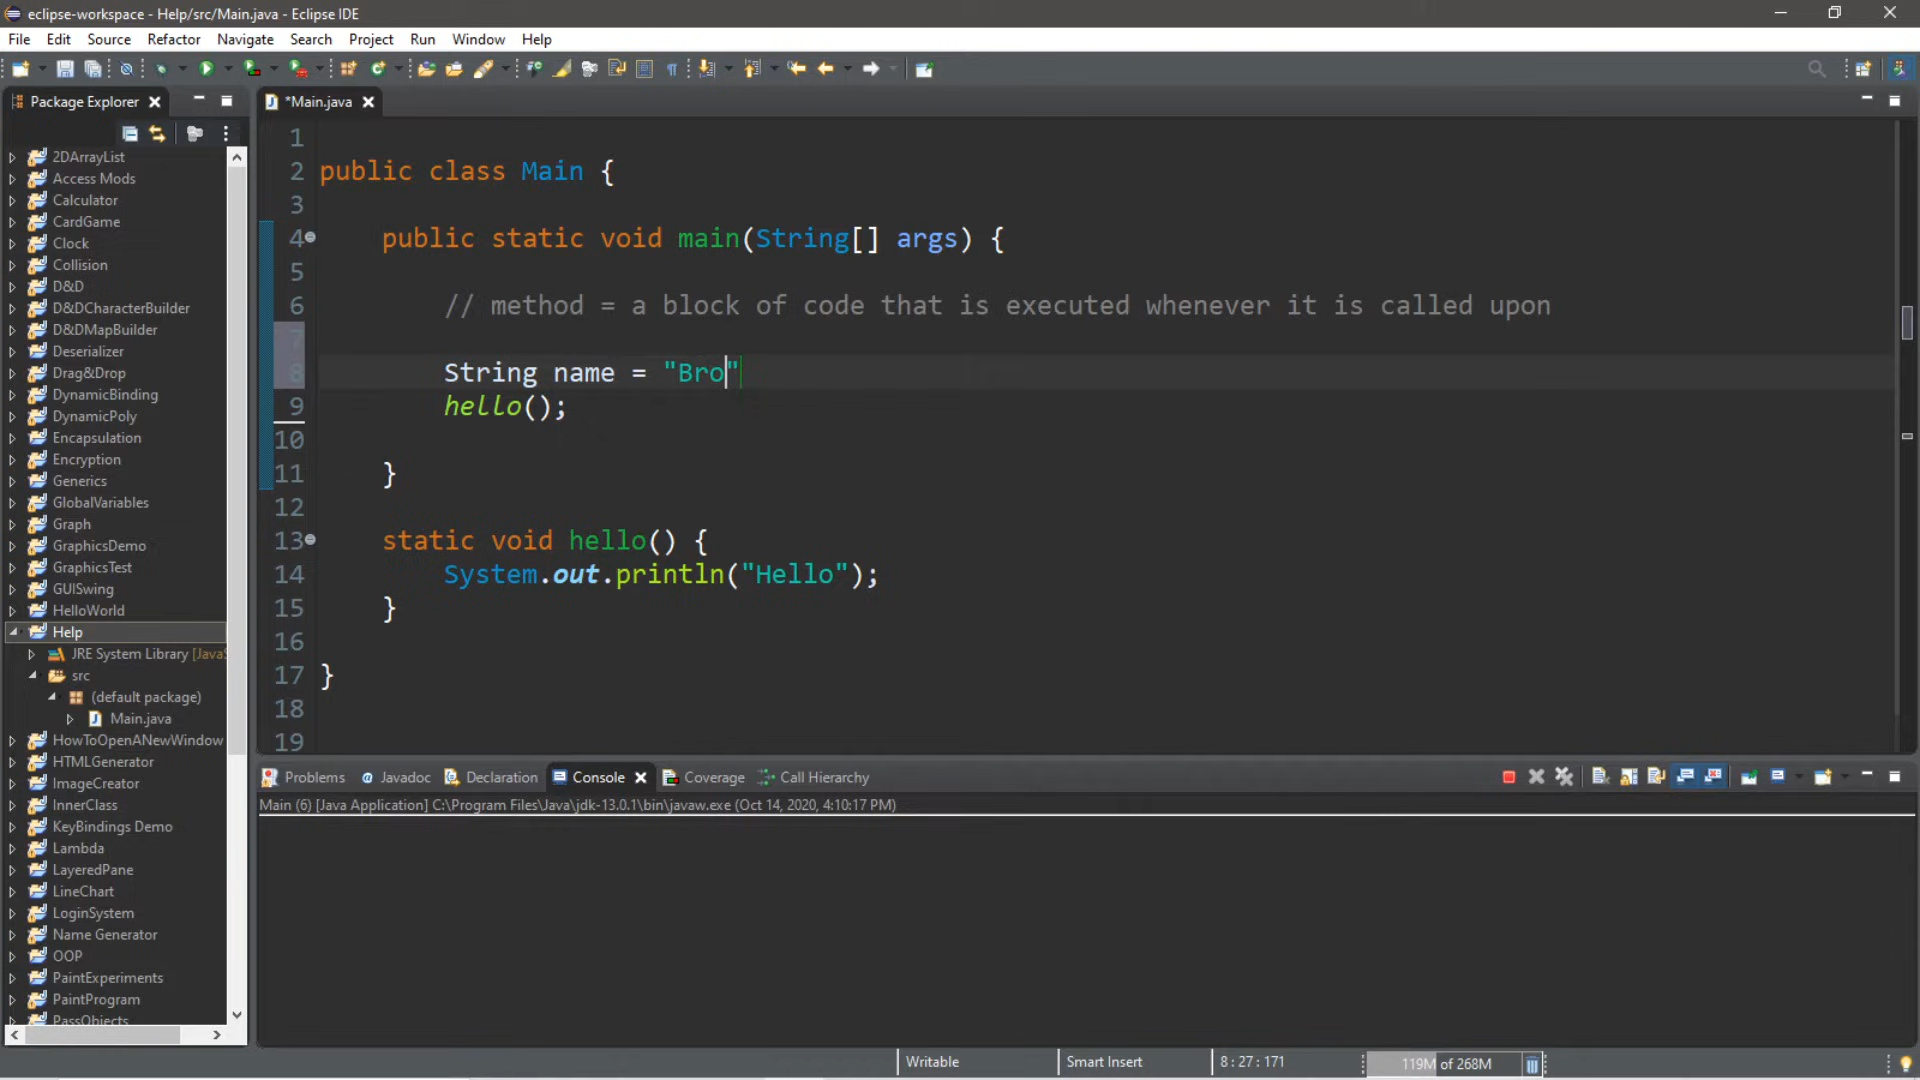 eclipse-workspace - Help/src/Main.java - Eclipse IDE
File Edit Source Refactor Navigate Search Project Run Window Help
Package Explorer
*Main.java
2DArrayList
Access Mods
Calculator
CardGame
Clock
Collision
D&D
D&DCharacterBuilder
D&DMapBuilder
Deserializer
Drag&Drop
DynamicBinding
DynamicPoly
Encapsulation
Encryption
Generics
GlobalVariables
Graph
GraphicsDemo
GraphicsTest
GUISwing
HelloWorld
Help
JRE System Library [JavaS
src
(default package)
Main.java
HowToOpenANewWindow
HTMLGenerator
ImageCreator
InnerClass
KeyBindings Demo
Lambda
LayeredPane
LineChart
LoginSystem
Name Generator
OOP
PaintExperiments
PaintProgram
PassObjects
1
2 public class Main {
3
4 public static void main(String[] args) {
5
6 // method = a block of code that is executed whenever it is called upon
7
8 String name = "Bro"
9 hello();
10
11 }
12
13 static void hello() {
14 System.out.println("Hello");
15 }
16
17 }
18
19
Problems Javadoc Declaration Console Coverage Call Hierarchy
Main (6) [Java Application] C:\Program Files\Java\jdk-13.0.1\bin\javaw.exe (Oct 14, 2020, 4:10:17 PM)
Writable Smart Insert 8 : 27 : 171 119M of 268M